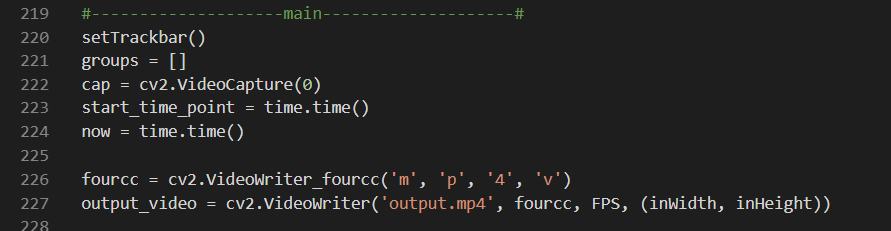 219 #--------------------main--------------------#
220 setTrackbar()
221 groups = []
222 cap = cv2.VideoCapture(0)
223 start_time_point = time.time()
224 now = time.time()
225
226 fourcc = cv2.VideoWriter_fourcc('m', 'p', '4', 'v')
227 output_video = cv2.VideoWriter('output.mp4', fourcc, FPS, (inWidth, inHeight))
228